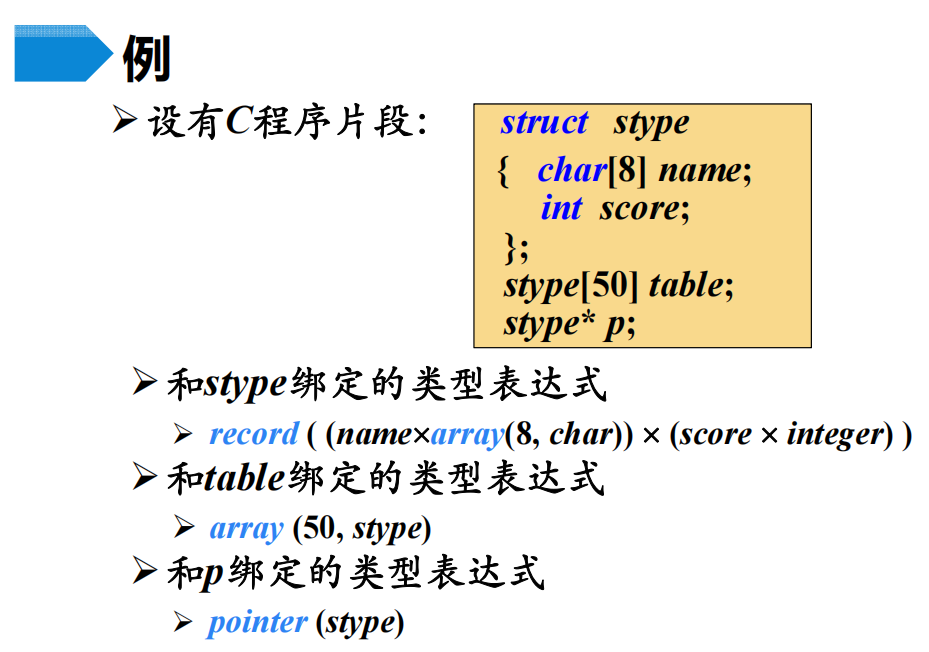 例
设有C程序片段:
struct stype
{ char[8] name;
int score;
};
stype[50] table;
stype* p;
和stype绑定的类型表达式
record ( (name×array(8, char)) × (score × integer) )
和table绑定的类型表达式
array (50, stype)
和p绑定的类型表达式
pointer (stype)